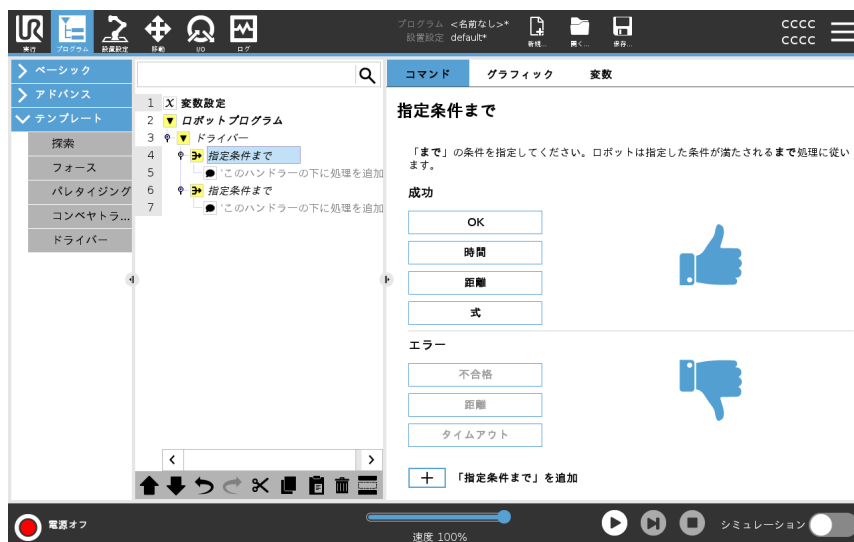 UR
実行
プログラム
設置設定
移動
I/O
ログ
プログラム <名前なし>*
設置設定 default*
新規...
開く...
保存...
CCCC
CCCC
ベーシック
アドバンス
テンプレート
探索
フォース
パレタイジング
コンベヤトラ...
ドライバー
1 X 変数設定
2 ロボットプログラム
3 ドライバー
4 指定条件まで
5 'このハンドラーの下に処理を追加
6 指定条件まで
7 'このハンドラーの下に処理を追加
コマンド グラフィック 変数
指定条件まで
「まで」の条件を指定してください。ロボットは指定した条件が満たされるまで処理に従い
ます。
成功
OK
時間
距離
式
エラー
不合格
距離
タイムアウト
「指定条件まで」を追加
電源オフ
速度 100%
シミュレーション